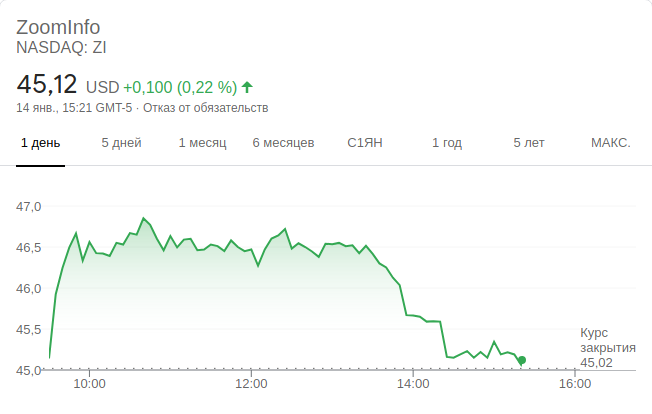 ZoomInfo
NASDAQ: ZI
45,12 USD +0,100 (0,22 %)
14 янв., 15:21 GMT-5 · Отказ от обязательств
1 день 5 дней 1 месяц 6 месяцев С1ЯН 1 год 5 лет МАКС.
47,0
46,5
46,0
45,5
45,0
Курс
закрытия
45,02
10:00 12:00 14:00 16:00